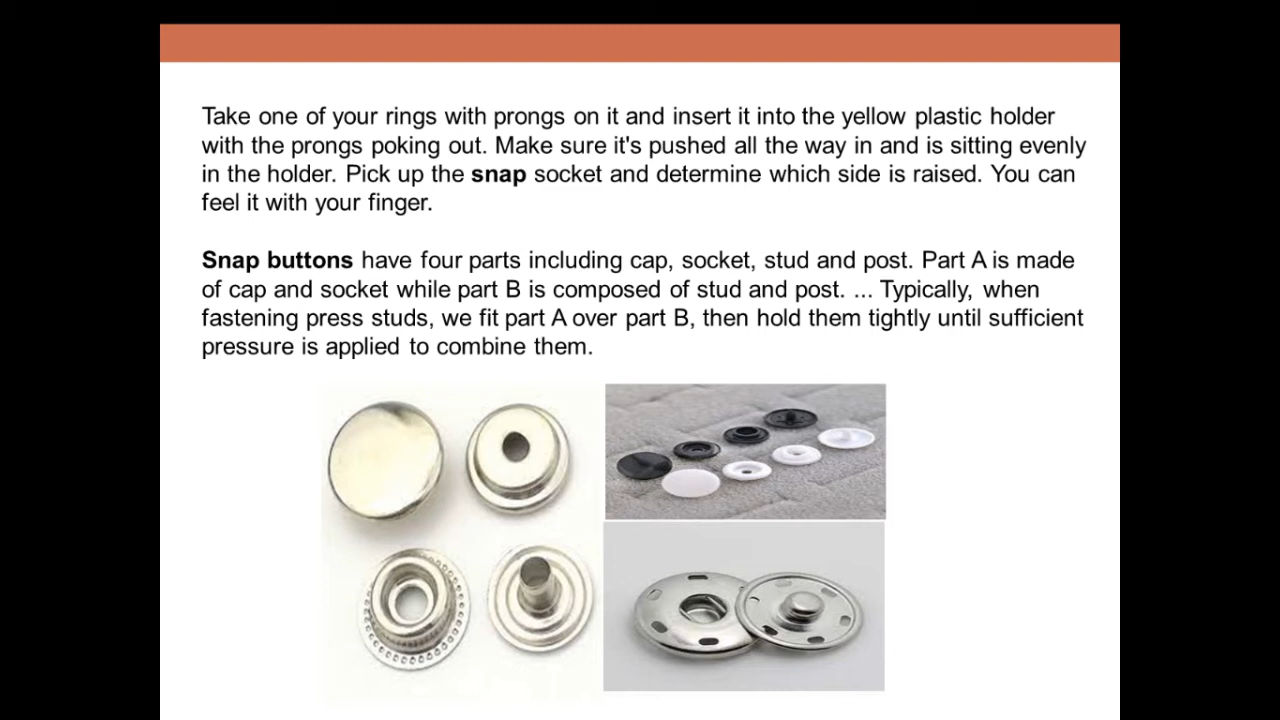 Take one of your rings with prongs on it and insert it into the yellow plastic holder
with the prongs poking out. Make sure it's pushed all the way in and is sitting evenly
in the holder. Pick up the snap socket and determine which side is raised. You can
feel it with your finger.
Snap buttons have four parts including cap, socket, stud and post. Part A is made
of cap and socket while part B is composed of stud and post. ... Typically, when
fastening press studs, we fit part A over part B, then hold them tightly until sufficient
pressure is applied to combine them.